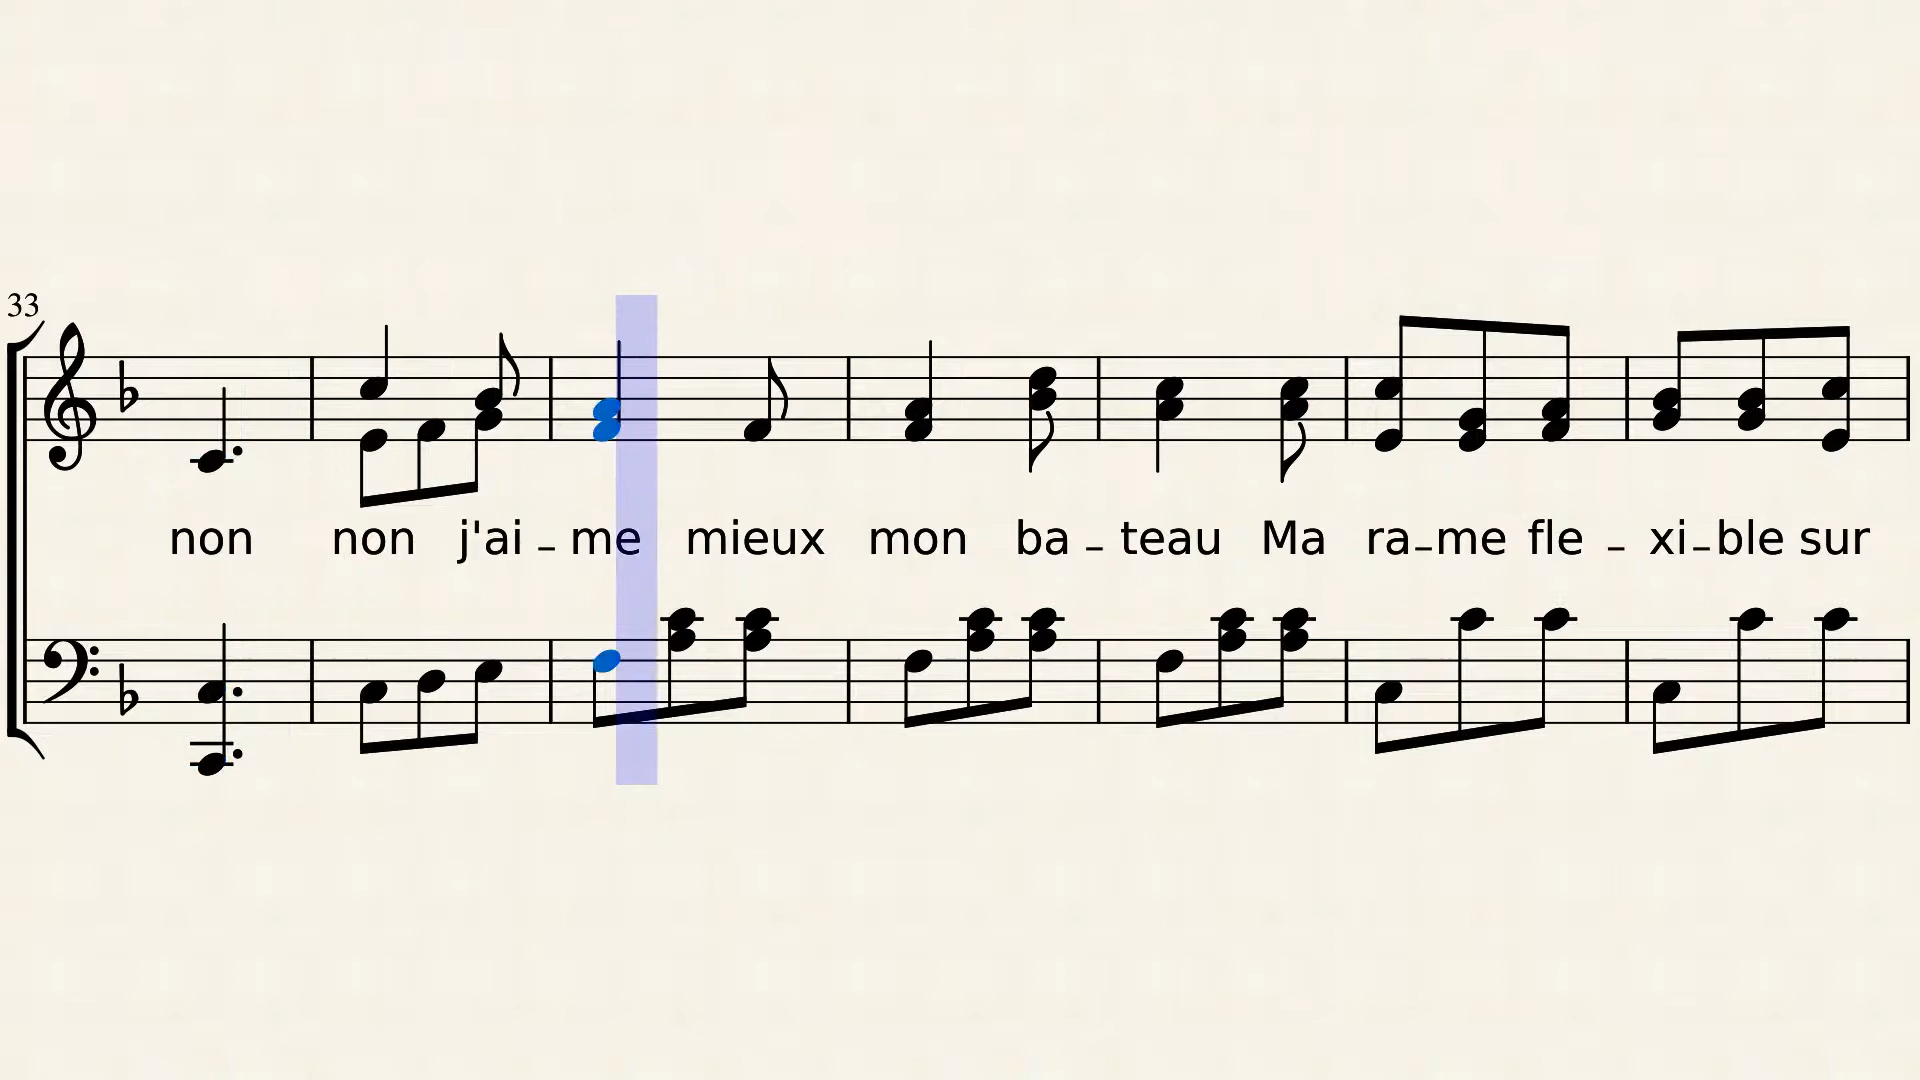 33
non non j'ai – me mieux mon ba – teau Ma ra–me fle – xi–ble sur